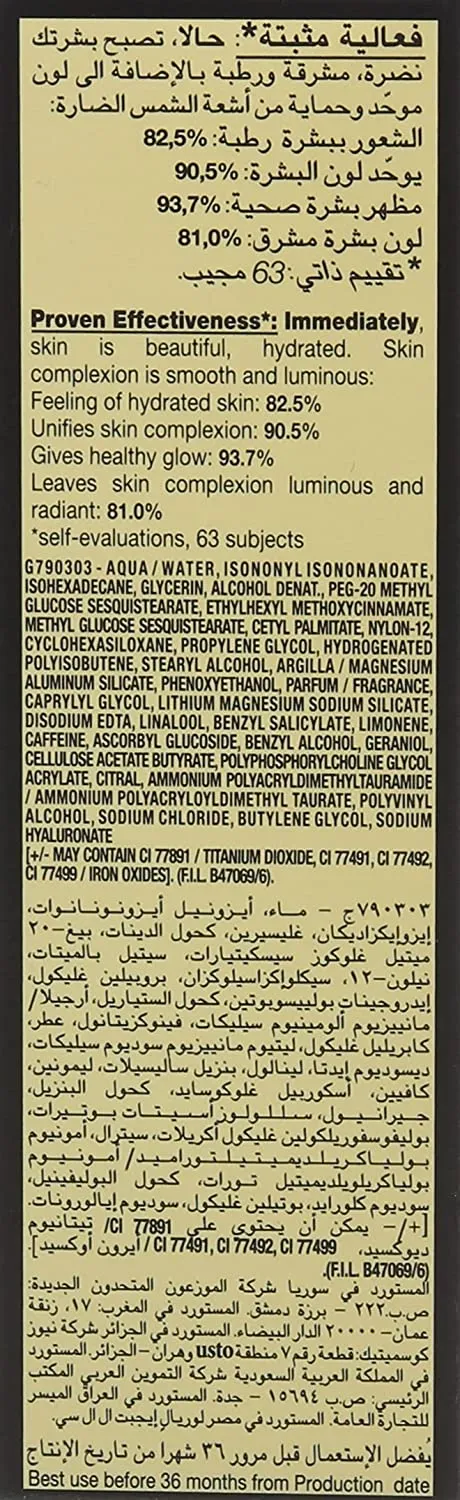 فعالية مثبتة*: حالا، تصبح بشرتك
نضرة، مشرقة ورطبة بالإضافة الى لون
موحّد وحماية من أشعة الشمس الضارة:
الشعور ببشرة رطبة: 82,5%
يوحّد لون البشرة: 90,5%
مظهر بشرة صحية: 93,7%
لون بشرة مشرق: 81,0%
*تقييم ذاتي: 63 مجيب.
Proven Effectiveness*: Immediately,
skin is beautiful, hydrated. Skin
complexion is smooth and luminous:
Feeling of hydrated skin: 82.5%
Unifies skin complexion: 90.5%
Gives healthy glow: 93.7%
Leaves skin complexion luminous and
radiant: 81.0%
*self-evaluations, 63 subjects
G790303 - AQUA / WATER, ISONONYL ISONONANOATE,
ISOHEXADECANE, GLYCERIN, ALCOHOL DENAT., PEG-20 METHYL
GLUCOSE SESQUISTEARATE, ETHYLHEXYL METHOXYCINNAMATE,
METHYL GLUCOSE SESQUISTEARATE, CETYL PALMITATE, NYLON-12,
CYCLOHEXASILOXANE, PROPYLENE GLYCOL, HYDROGENATED
POLYISOBUTENE, STEARYL ALCOHOL, ARGILLA / MAGNESIUM
ALUMINUM SILICATE, PHENOXYETHANOL, PARFUM / FRAGRANCE,
CAPRYLYL GLYCOL, LITHIUM MAGNESIUM SODIUM SILICATE,
DISODIUM EDTA, LINALOOL, BENZYL SALICYLATE, LIMONENE,
CAFFEINE, ASCORBYL GLUCOSIDE, BENZYL ALCOHOL, GERANIOL,
CELLULOSE ACETATE BUTYRATE, POLYPHOSPHORYLCHOLINE GLYCOL
ACRYLATE, CITRAL, AMMONIUM POLYACRYLDIMETHYLTAURAMIDE
/ AMMONIUM POLYACRYLOYLDIMETHYL TAURATE, POLYVINYL
ALCOHOL, SODIUM CHLORIDE, BUTYLENE GLYCOL, SODIUM
HYALURONATE
[+/- MAY CONTAIN CI 77891 / TITANIUM DIOXIDE, CI 77491, CI 77492,
CI 77499 / IRON OXIDES]. (F.I.L. B47069/6).
٧٩٠٣٠٣ج – ماء، أيزونيل أيزونونانوات،
إيزوإيكزاديكان، غليسيرين، كحول الدينات، بيغ-٢٠
ميتيل غلوكوز سيسكيتيارات، سيتيل بالميتات،
نيلون-١٢، سيكلوإكزاسيلوكزان، بروبيلين غليكول،
إيدروجينات بولييسوبوتين، كحول الستياريل، أرجيلا/
مانييزيوم ألومينيوم سيليكات، فينوكزيتانول، عطر،
كابريليل غليكول، ليتيوم مانييزيوم سوديوم سيليكات،
ديسوديوم إيدتا، لينالول، بنزيل ساليسيلات، ليمونين،
كافيين، أسكوربيل غلوكوسايد، كحول البنزيل،
جيرانيول، سللولوز أسيتات بوتيرات،
بوليفوسفوريلكولين غليكول أكريلات، سيترال، أمونيوم
بولياكريلديميتيلتوراميد/ أمونيوم
بولياكريلويلديميتيل تورات، كحول البوليفينيل،
سوديوم كلورايد، بوتيلين غليكول، سوديوم إيالورونات.
[+/– يمكن أن يحتوي على CI 77891/ تيتانيوم
ديوكسيد، CI 77491, CI 77492, CI 77499 / آيرون أوكسيد].
(F.I.L. B47069/6).
المستورد في سوريا شركة الموزعون المتحدون الجديدة:
ص.ب.٢٢٢ – برزة دمشق. المستورد في المغرب: ١٧، زنقة
عمان– ٢٠٠٠٠ الدار البيضاء. المستورد في الجزائر شركة نيوز
كوسميتيك: قطعة رقم ٧ منطقة usto وهران – الجزائر. المستورد
في المملكة العربية السعودية شركة التموين العربي المكتب
الرئيسي: ص.ب ١٥٦٩٤ – جدة. المستورد في العراق الميسر
للتجارة العامة. المستورد في مصر لوريال إيجبت ال ال سي.
يُفضل الإستعمال قبل مرور ٣٦ شهرا من تاريخ الإنتاج
Best use before 36 months from Production date